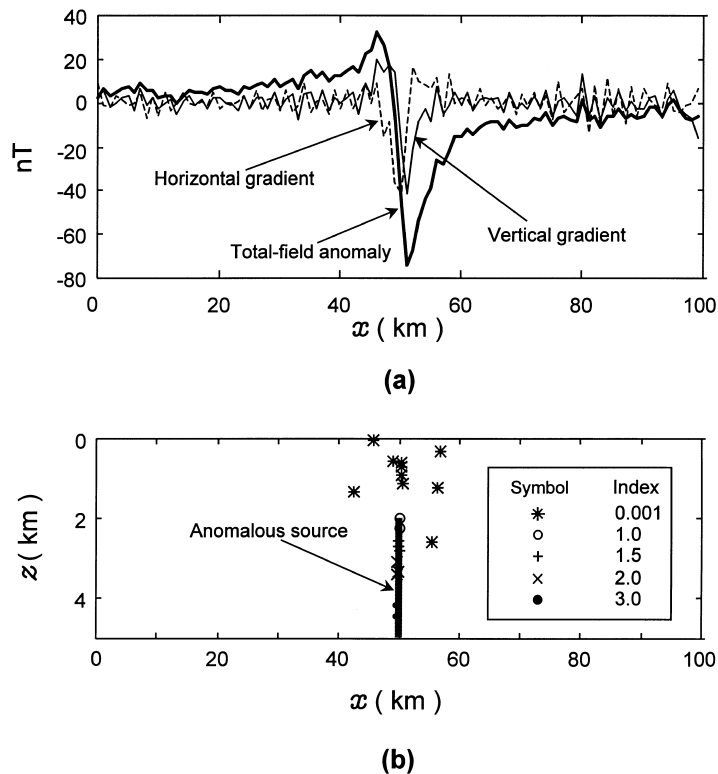 40
20
0
-20
-40
-60
-80
nT
Horizontal gradient
Total-field anomaly
Vertical gradient
0 20 40 60 80 100
x ( km )
(a)
0
2
4
z ( km )
Anomalous source
Symbol Index
0.001
1.0
1.5
2.0
3.0
0 20 40 60 80 100
x ( km )
(b)